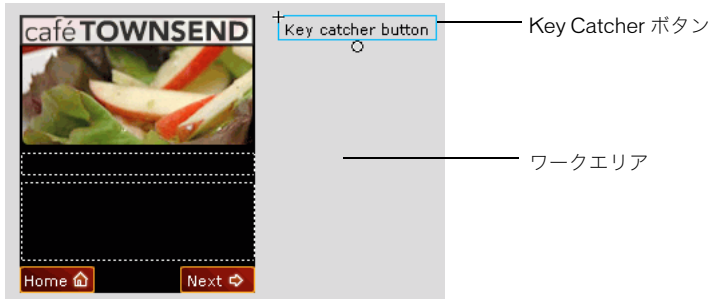 café TOWNSEND
Key catcher button
Key Catcher ボタン
ワークエリア
Home
Next